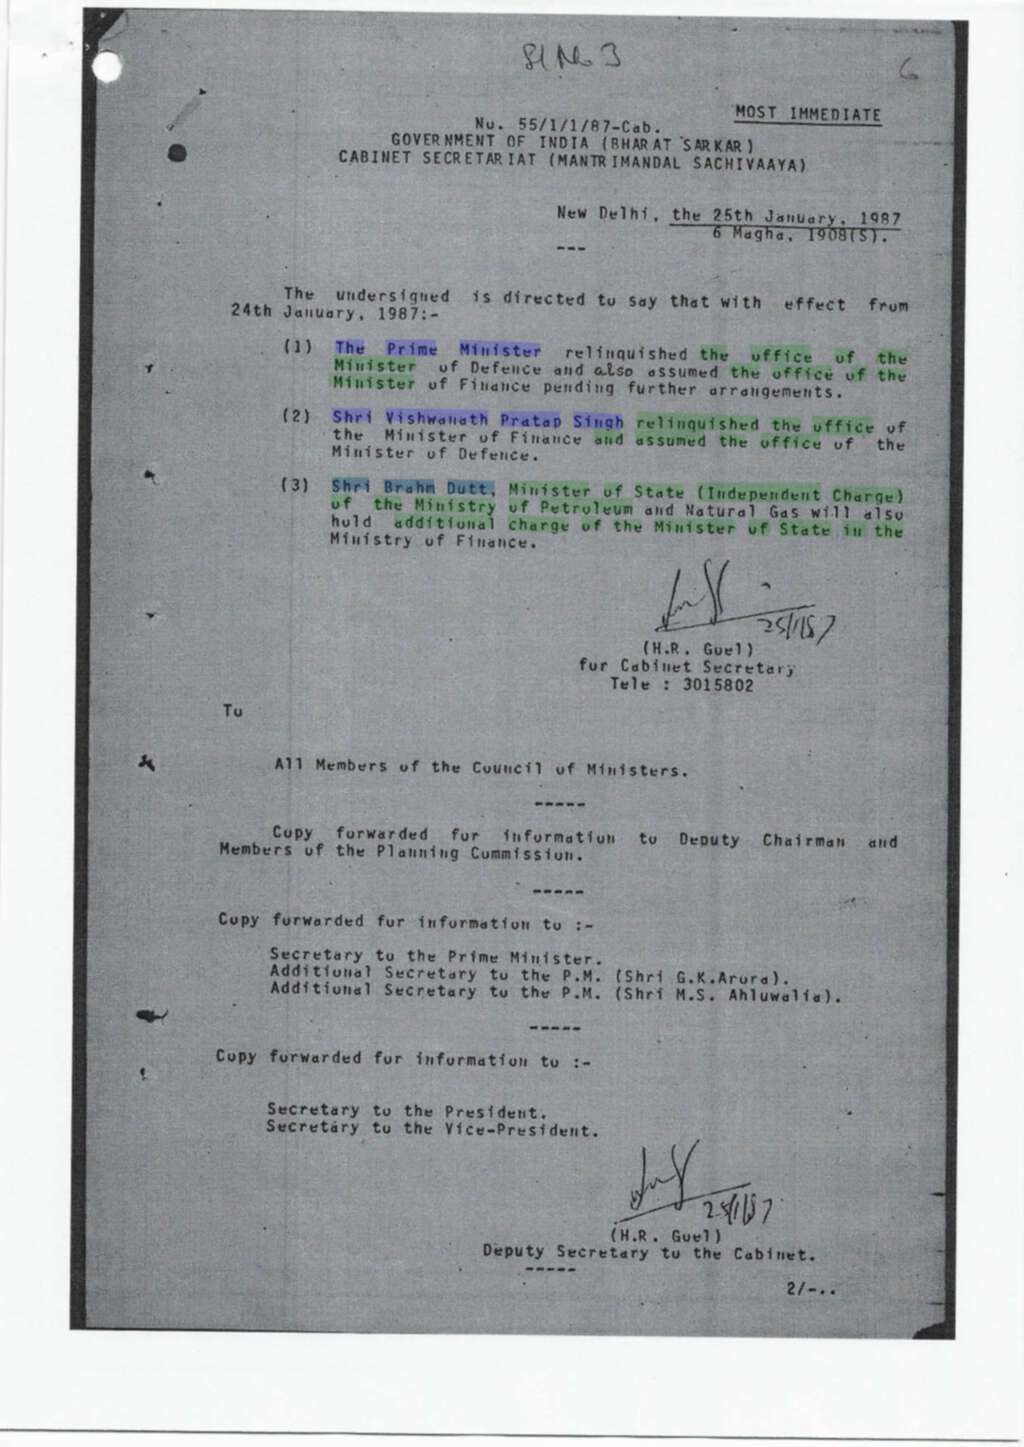 Sl No 3
6
MOST IMMEDIATE
No. 55/1/1/87-Cab.
GOVERNMENT OF INDIA (BHARAT SARKAR)
CABINET SECRETARIAT (MANTRIMANDAL SACHIVAAYA)
New Delhi, the 25th January, 1987
6 Magha, 1908(S).
---
The undersigned is directed to say that with effect from
24th January, 1987:-
(1) The Prime Minister relinquished the office of the
Minister of Defence and also assumed the office of the
Minister of Finance pending further arrangements.
(2) Shri Vishwanath Pratap Singh relinquished the office of
the Minister of Finance and assumed the office of the
Minister of Defence.
(3) Shri Brahm Dutt, Minister of State (Independent Charge)
of the Ministry of Petroleum and Natural Gas will also
hold additional charge of the Minister of State in the
Ministry of Finance.
25/1/87
(H.R. Goel)
for Cabinet Secretary
Tele : 3015802
To
All Members of the Council of Ministers.
-----
Copy forwarded for information to Deputy Chairman and
Members of the Planning Commission.
-----
Copy forwarded for information to :-
Secretary to the Prime Minister.
Additional Secretary to the P.M. (Shri G.K.Arora).
Additional Secretary to the P.M. (Shri M.S. Ahluwalia).
-----
Copy forwarded for information to :-
Secretary to the President.
Secretary to the Vice-President.
25/1/87
(H.R. Goel)
Deputy Secretary to the Cabinet.
-----
2/-..